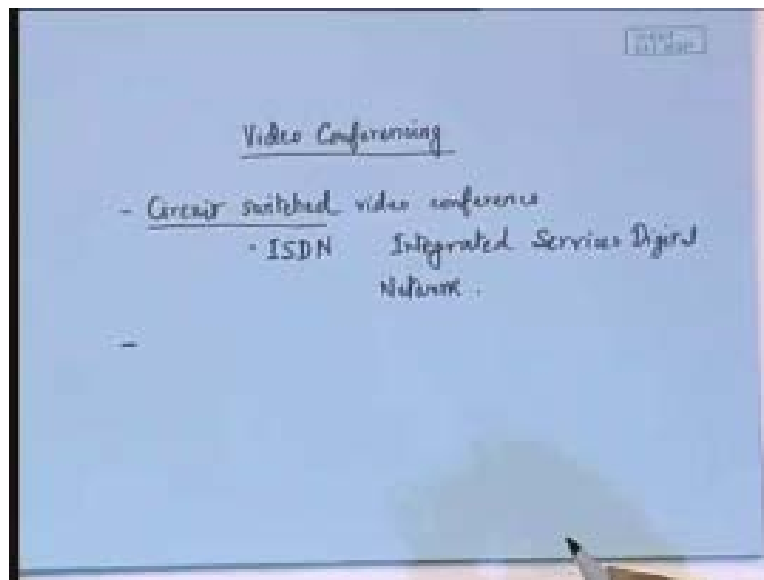 Video Conferencing
- Circuit switched video conference
· ISDN Integrated Services Digital
Network.
-